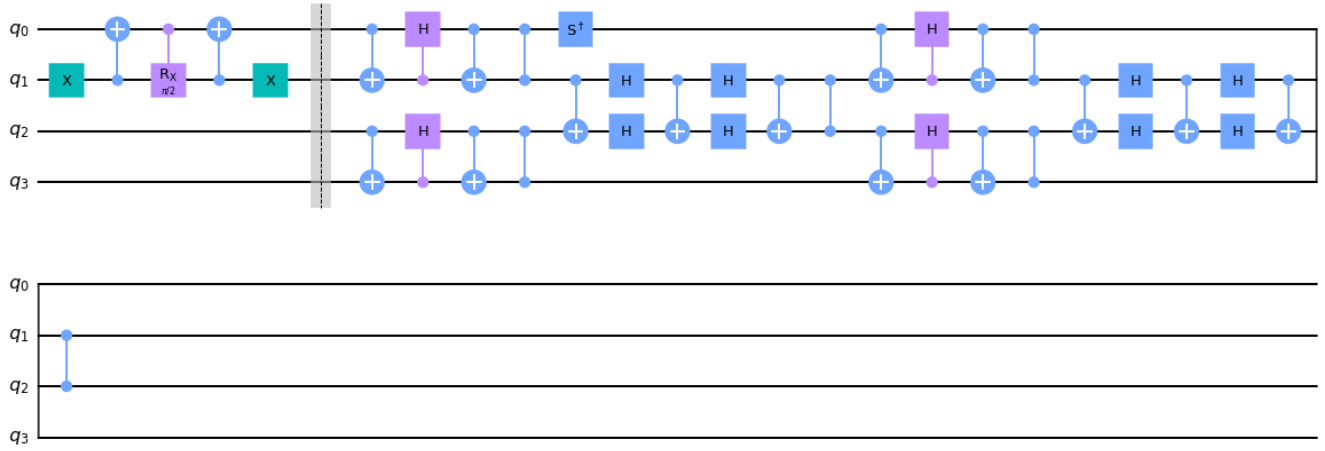 q0 H S† H
q1 X RX π/2 X H H H H
q2 H H H H H H
q3
q0
q1
q2
q3